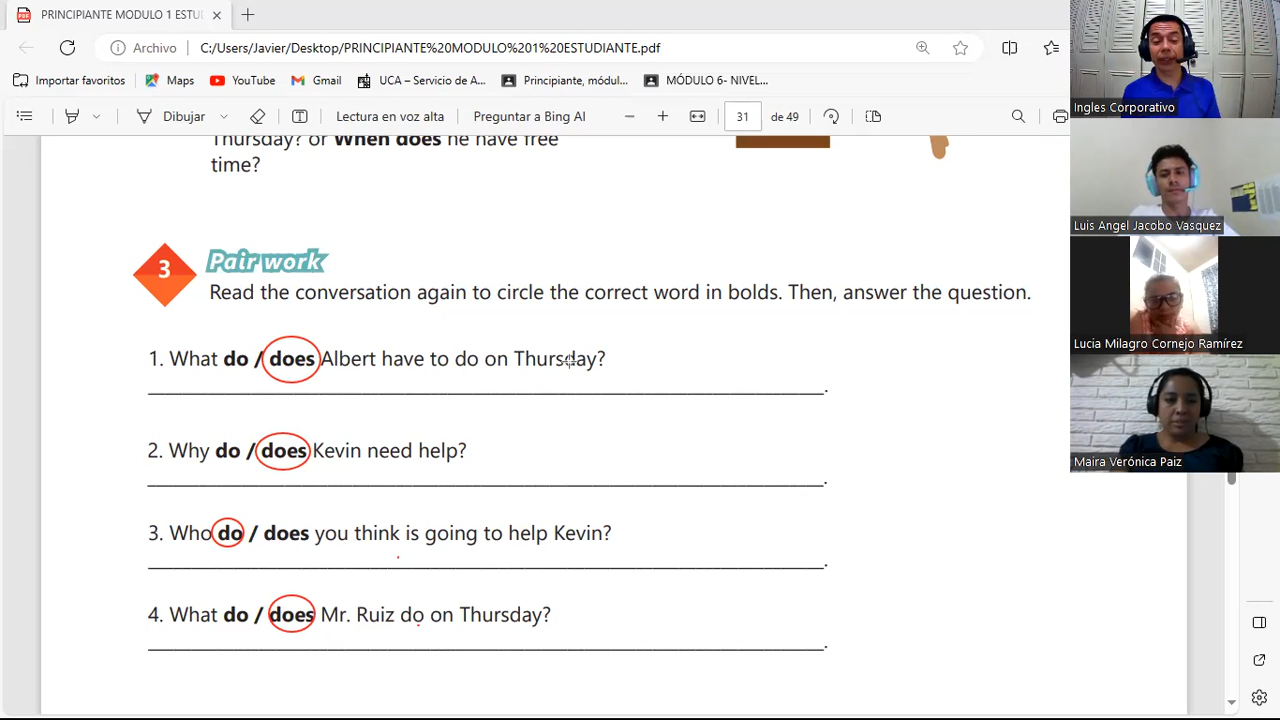 PRINCIPIANTE MODULO 1 ESTU
Archivo C:/Users/Javier/Desktop/PRINCIPIANTE%20MODULO%201%20ESTUDIANTE.pdf
Importar favoritos Maps YouTube Gmail UCA – Servicio de A... Principiante, módul... MÓDULO 6- NIVEL...
Dibujar Lectura en voz alta Preguntar a Bing AI 31 de 49
Thursday? or When does he have free
time?
3 Pair work
Read the conversation again to circle the correct word in bolds. Then, answer the question.
1. What do / does Albert have to do on Thursday?
2. Why do / does Kevin need help?
3. Who do / does you think is going to help Kevin?
4. What do / does Mr. Ruiz do on Thursday?
Ingles Corporativo
Luis Angel Jacobo Vasquez
Lucia Milagro Cornejo Ramírez
Maira Verónica Paiz